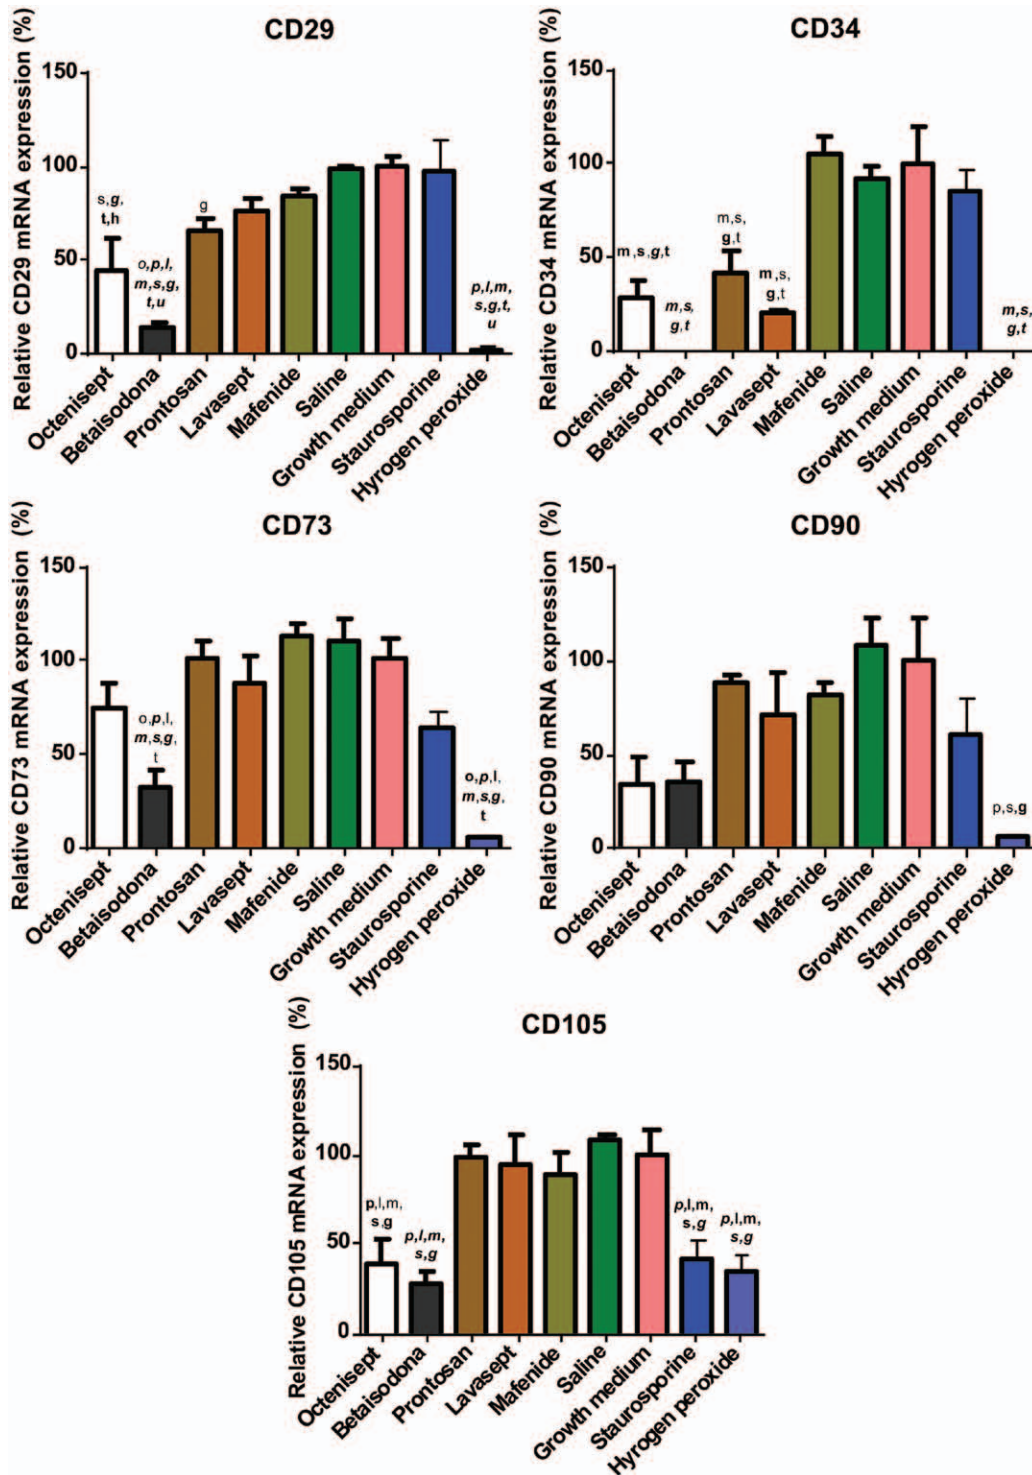 CD29
Relative CD29 mRNA expression (%)
150
100
50
0
s,g,
t,h
o,p,l,
m,s,g,
t,u
g
p,l,m,
s,g,t,
u
Octenisept
Betaisodona
Prontosan
Lavasept
Mafenide
Saline
Growth medium
Staurosporine
Hyrogen peroxide
CD34
Relative CD34 mRNA expression (%)
150
100
50
0
m,s,g,t
m,s,
g,t
m,s,
g,t
m,s,
g,t
m,s,
g,t
Octenisept
Betaisodona
Prontosan
Lavasept
Mafenide
Saline
Growth medium
Staurosporine
Hyrogen peroxide
CD73
Relative CD73 mRNA expression (%)
150
100
50
0
o,p,l,
m,s,g,
t
o,p,l,
m,s,g,
t
Octenisept
Betaisodona
Prontosan
Lavasept
Mafenide
Saline
Growth medium
Staurosporine
Hyrogen peroxide
CD90
Relative CD90 mRNA expression (%)
150
100
50
0
p,s,g
Octenisept
Betaisodona
Prontosan
Lavasept
Mafenide
Saline
Growth medium
Staurosporine
Hyrogen peroxide
CD105
Relative CD105 mRNA expression (%)
150
100
50
0
p,l,m,
s,g
p,l,m,
s,g
p,l,m,
s,g
p,l,m,
s,g
Octenisept
Betaisodona
Prontosan
Lavasept
Mafenide
Saline
Growth medium
Staurosporine
Hyrogen peroxide